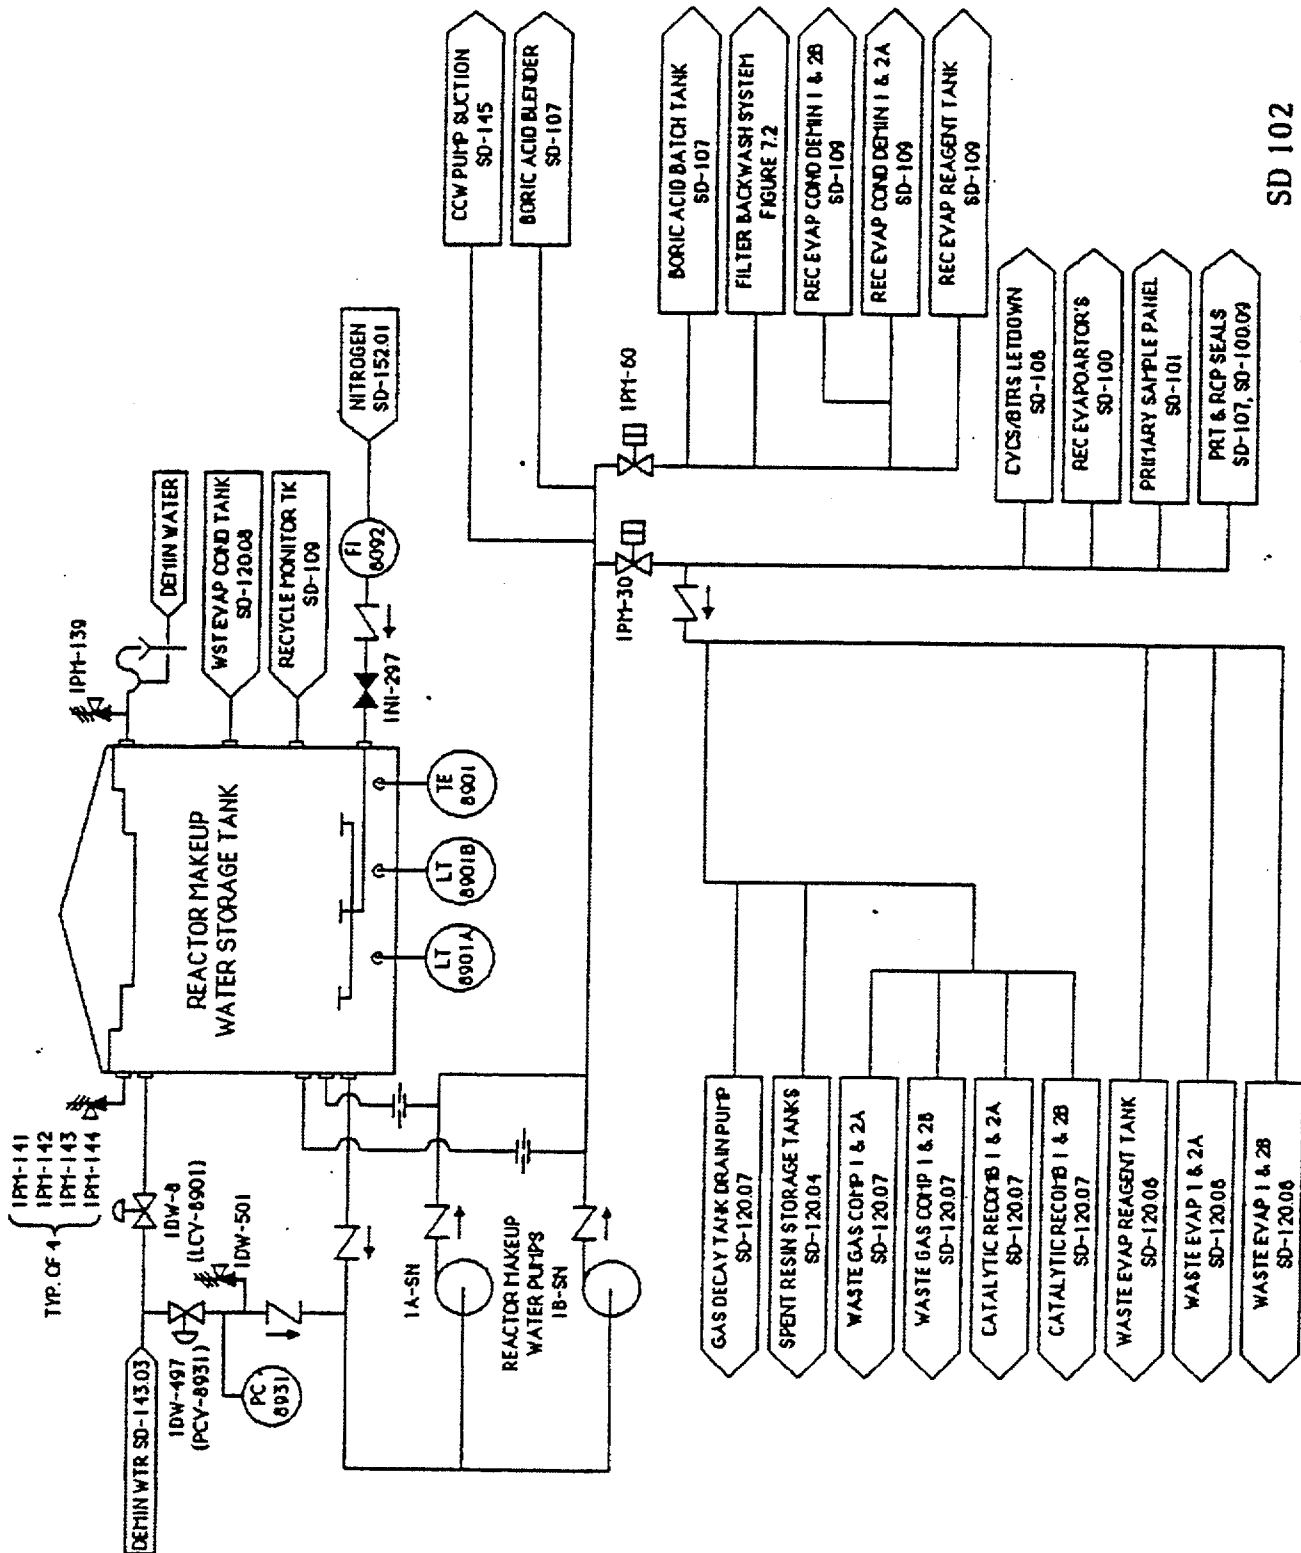 CCW PUMP SUCTION
SD-145
BORIC ACID BLENDER
SD-107
BORIC ACID BATCH TANK
SD-107
FILTER BACKWASH SYSTEM
FIGURE 7.2
REC EVAP COND DEMIN 1 & 2B
SD-109
REC EVAP COND DEMIN 1 & 2A
SD-109
REC EVAP REAGENT TANK
SD-109
SD 102
CVCS/BTRS LETDOWN
SD-108
REC EVAPOARTOR'S
SD-100
PRIMARY SAMPLE PANEL
SD-101
PRT & RCP SEALS
SD-107, SD-100.09
NITROGEN
SD-152.01
FI
8092
1NI-297
1PM-60
1PM-30
DEMIN WATER
WST EVAP COND TANK
SD-120.08
RECYCLE MONITOR TK
SD-109
1PM-139
REACTOR MAKEUP
WATER STORAGE TANK
TE
8901
LT
8901B
LT
8901A
1PM-141
1PM-142
1PM-143
1PM-144
TYP. OF 4
1DW-8
(LCV-8901)
1DW-501
DEMIN WTR SD-143.03
1DW-497
(PCV-8931)
PC
8931
1A-SN
REACTOR MAKEUP
WATER PUMPS
1B-SN
GAS DECAY TANK DRAIN PUMP
SD-120.07
SPENT RESIN STORAGE TANKS
SD-120.04
WASTE GAS COMP 1 & 2A
SD-120.07
WASTE GAS COMP 1 & 2B
SD-120.07
CATALYTIC RECOMB 1 & 2A
SD-120.07
CATALYTIC RECOMB 1 & 2B
SD-120.07
WASTE EVAP REAGENT TANK
SD-120.08
WASTE EVAP 1 & 2A
SD-120.08
WASTE EVAP 1 & 2B
SD-120.08